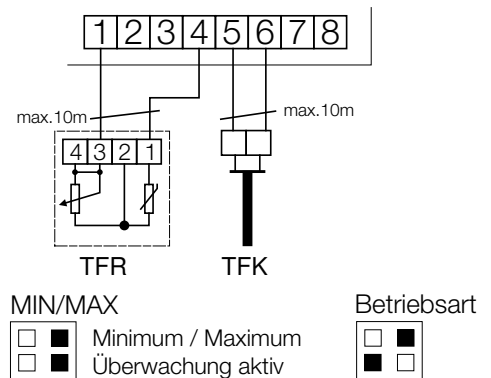 1 2 3 4 5 6 7 8
max.10m
max.10m
4 3 2 1
TFR
TFK
MIN/MAX
Betriebsart
Minimum / Maximum
Überwachung aktiv